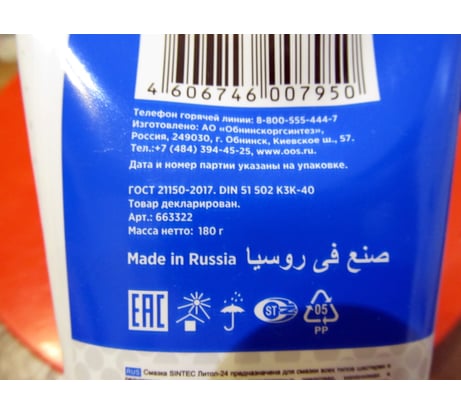 4 606746 007950
Телефон горячей линии: 8-800-555-444-7
Изготовлено: АО «Обнинскоргсинтез»,
Россия, 249030, г. Обнинск, Киевское ш., 57.
Тел.:+7 (484) 394-45-25, www.oos.ru.
Дата и номер партии указаны на упаковке.
ГОСТ 21150-2017. DIN 51 502 K3K-40
Товар декларирован.
Арт.: 663322
Масса нетто: 180 г
Made in Russia صنع في روسيا
EAC ST 05
PP
RUS Смазка SINTEC Литол-24 предназначена для смазки всех типов шестерен и